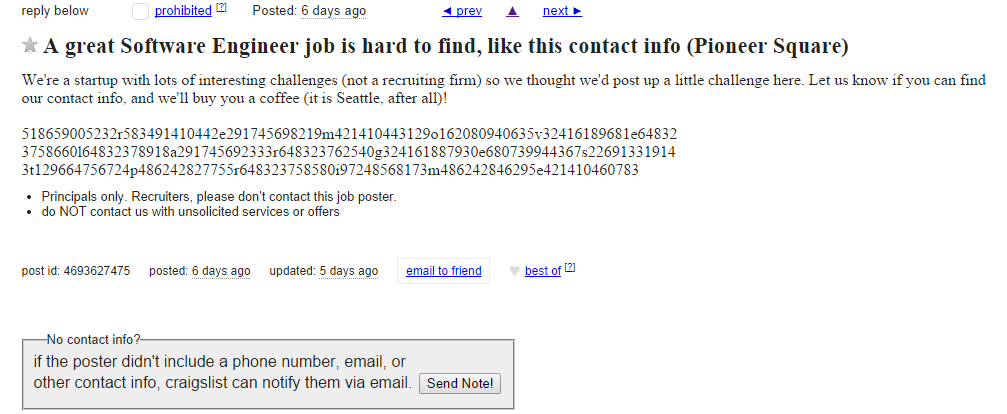 reply below prohibited [?] Posted: 6 days ago ◄ prev ▲ next ►
A great Software Engineer job is hard to find, like this contact info (Pioneer Square)
We're a startup with lots of interesting challenges (not a recruiting firm) so we thought we'd post up a little challenge here. Let us know if you can find
our contact info, and we'll buy you a coffee (it is Seattle, after all)!
518659005232r583491410442e291745698219m421410443129o162080940635v32416189681e64832
3758660l64832378918a291745692333r648323762540g324161887930e680739944367s22691331914
3t129664756724p486242827755r648323758580i97248568173m486242846295e421410460783
Principals only. Recruiters, please don't contact this job poster.
do NOT contact us with unsolicited services or offers
post id: 4693627475 posted: 6 days ago updated: 5 days ago email to friend ♥ best of [?]
No contact info?
if the poster didn't include a phone number, email, or
other contact info, craigslist can notify them via email. Send Note!